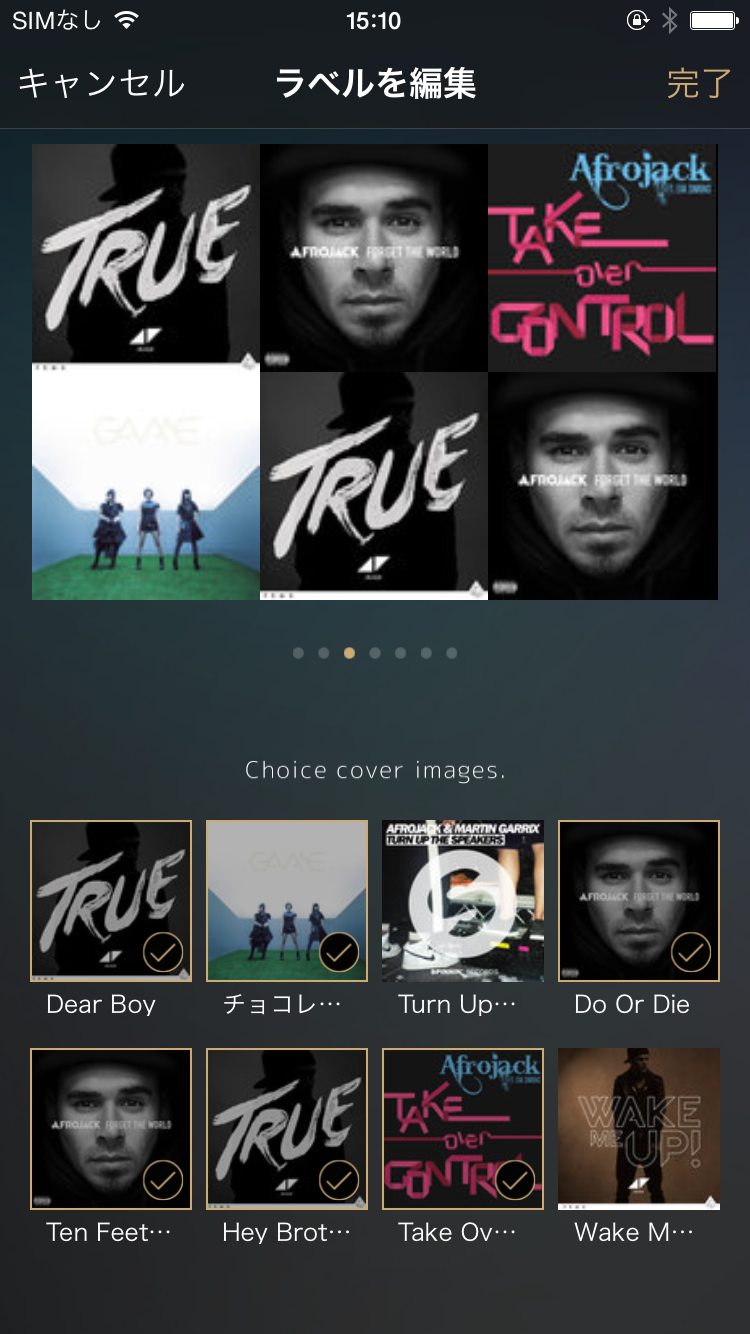 SIMなし 15:10
キャンセル ラベルを編集 完了
TRUE
AFROJACK FORGET THE WORLD
Afrojack
TAKE
over
CONTROL
GAME
TRUE
AFROJACK FORGET THE WORLD
Choice cover images.
TRUE
GAME
AFROJACK & MARTIN GARRIX
TURN UP THE SPEAKERS
SPINNIN' RECORDS
AFROJACK FORGET THE WORLD
Dear Boy チョコレ… Turn Up… Do Or Die
AFROJACK FORGET THE WORLD
TRUE
Afrojack
TAKE
over
CONTROL
WAKE
ME UP!
Ten Feet… Hey Brot… Take Ov… Wake M…